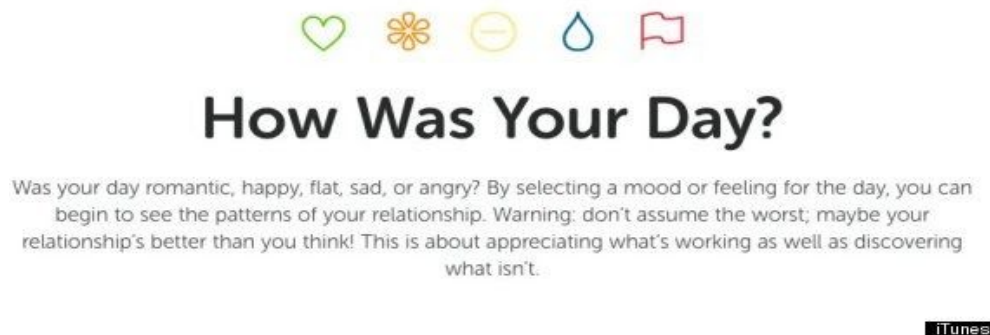 How Was Your Day?
Was your day romantic, happy, flat, sad, or angry? By selecting a mood or feeling for the day, you can
begin to see the patterns of your relationship. Warning: don't assume the worst; maybe your
relationship's better than you think! This is about appreciating what's working as well as discovering
what isn't.
iTunes